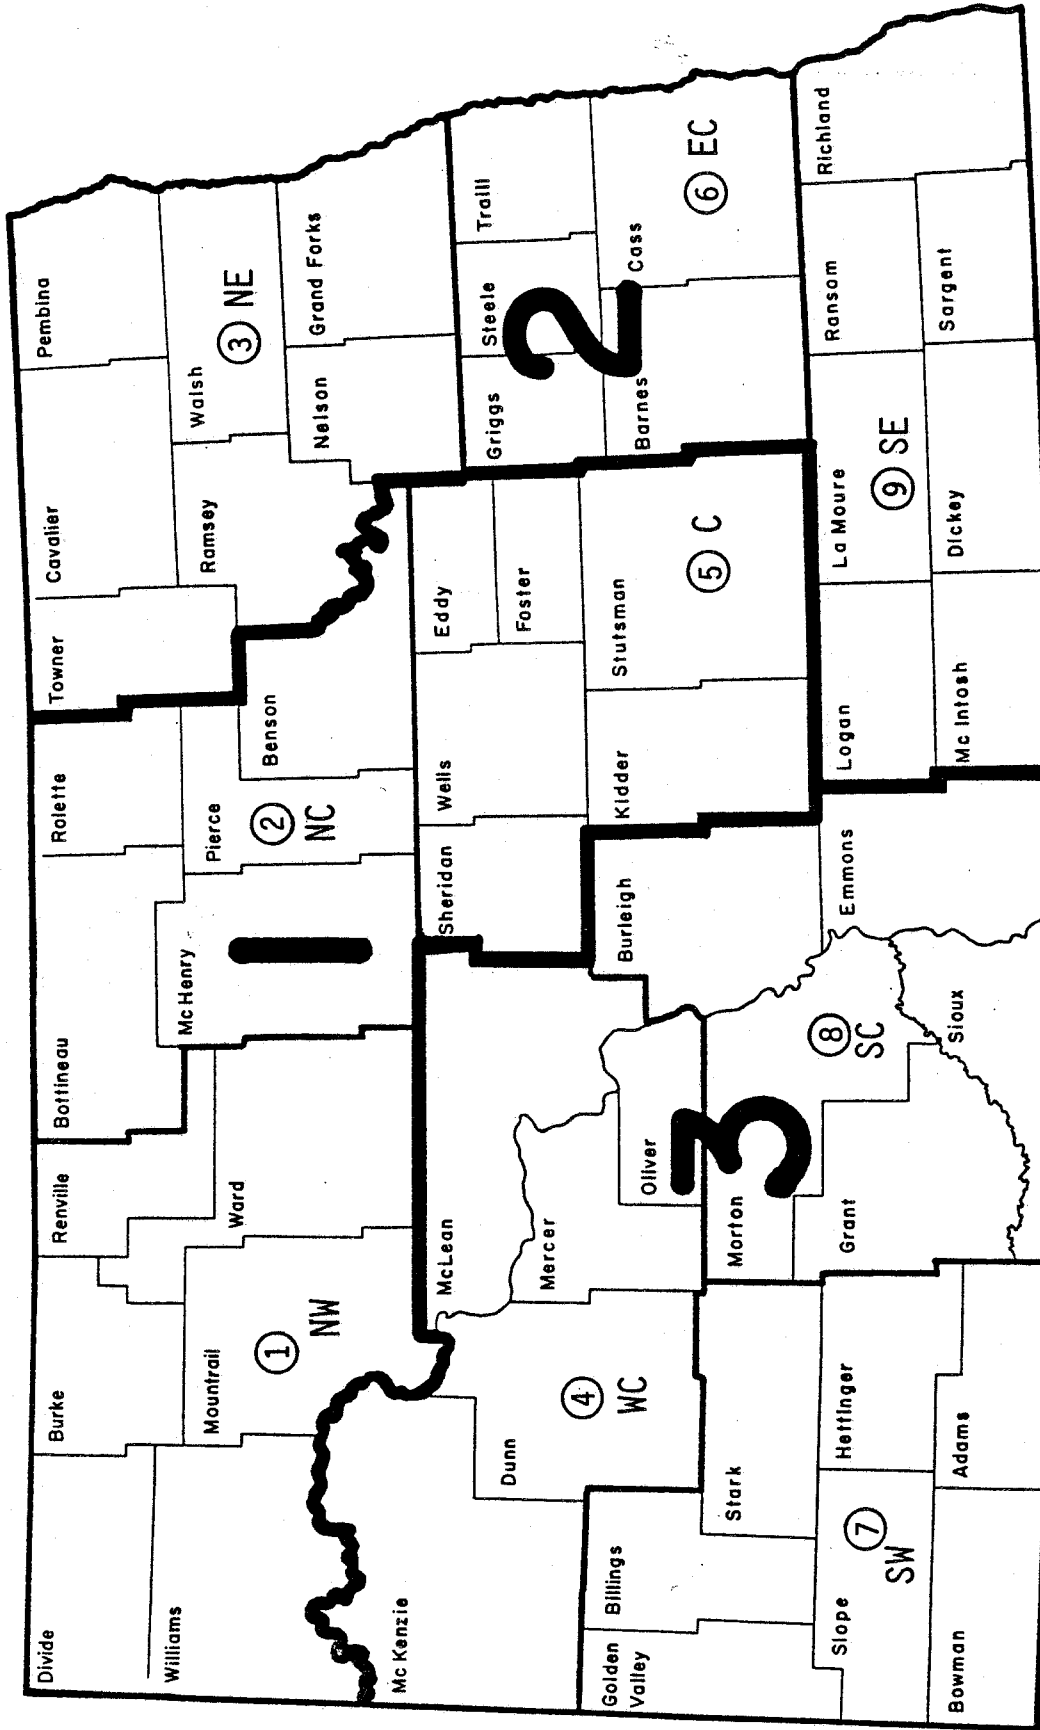 Divide
Burke
Renville
Bottineau
Rolette
Towner
Cavalier
Pembina
Williams
Mountrail
Ward
McHenry
Pierce
Benson
Ramsey
Walsh
1 NW
1
2 NC
3 NE
Nelson
Grand Forks
Mc Kenzie
McLean
Sheridan
Wells
Eddy
Griggs
Steele
Traill
Dunn
Mercer
Foster
2
4 WC
Golden Valley
Billings
Oliver
Burleigh
Kidder
Stutsman
Barnes
Cass
3
5 C
6 EC
Stark
Morton
Slope
Hettinger
Grant
8 SC
Emmons
Logan
La Moure
Ransom
Richland
7 SW
9 SE
Bowman
Adams
Sioux
Mc Intosh
Dickey
Sargent